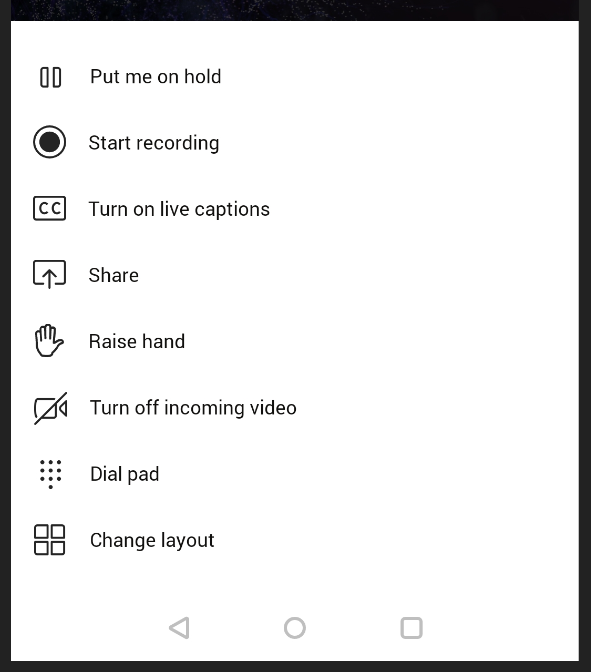 Put me on hold
Start recording
CC Turn on live captions
Share
Raise hand
Turn off incoming video
Dial pad
Change layout